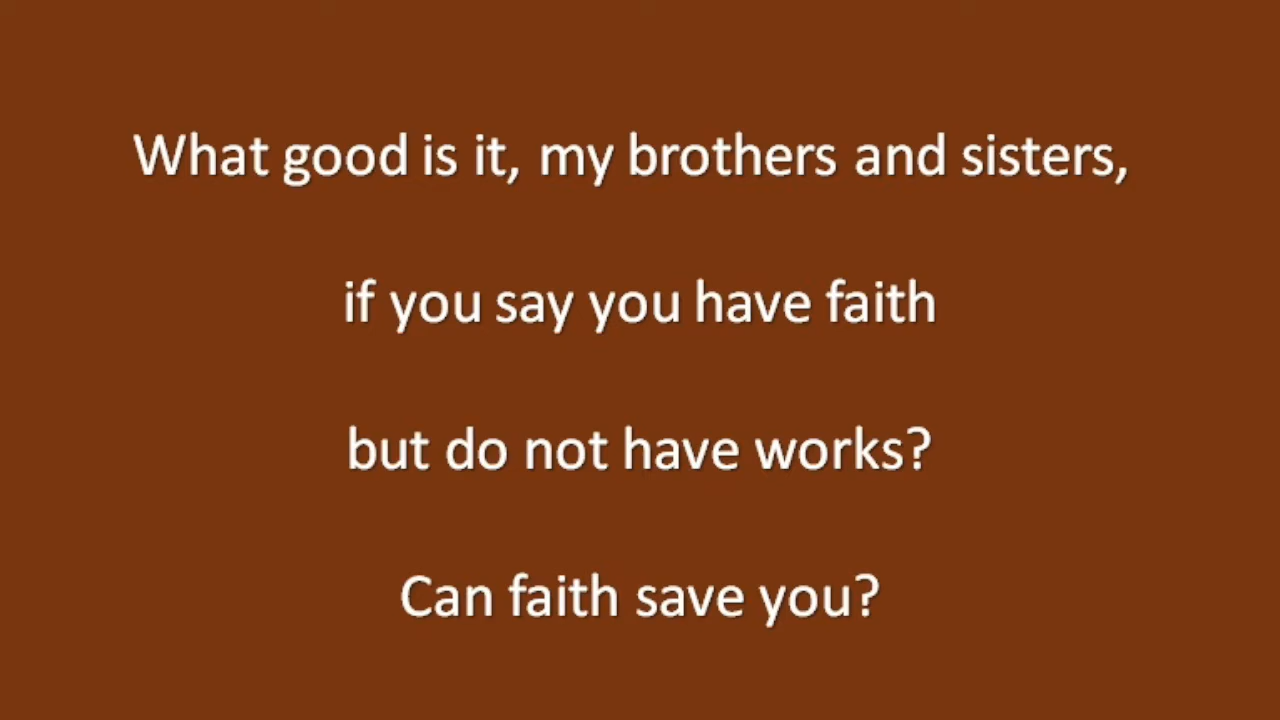 What good is it, my brothers and sisters,
if you say you have faith
but do not have works?
Can faith save you?